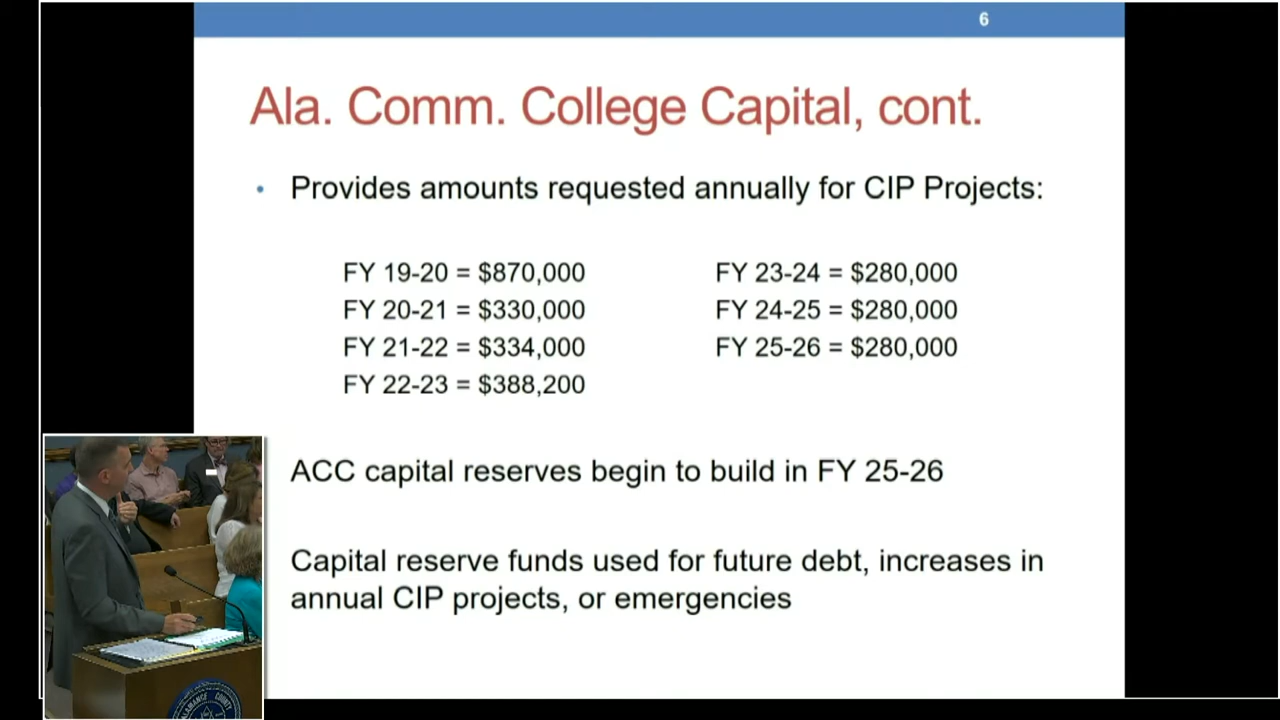 6
Ala. Comm. College Capital, cont.
• Provides amounts requested annually for CIP Projects:
FY 19-20 = $870,000
FY 20-21 = $330,000
FY 21-22 = $334,000
FY 22-23 = $388,200
FY 23-24 = $280,000
FY 24-25 = $280,000
FY 25-26 = $280,000
ACC capital reserves begin to build in FY 25-26
Capital reserve funds used for future debt, increases in
annual CIP projects, or emergencies
ALAMANCE COUNTY